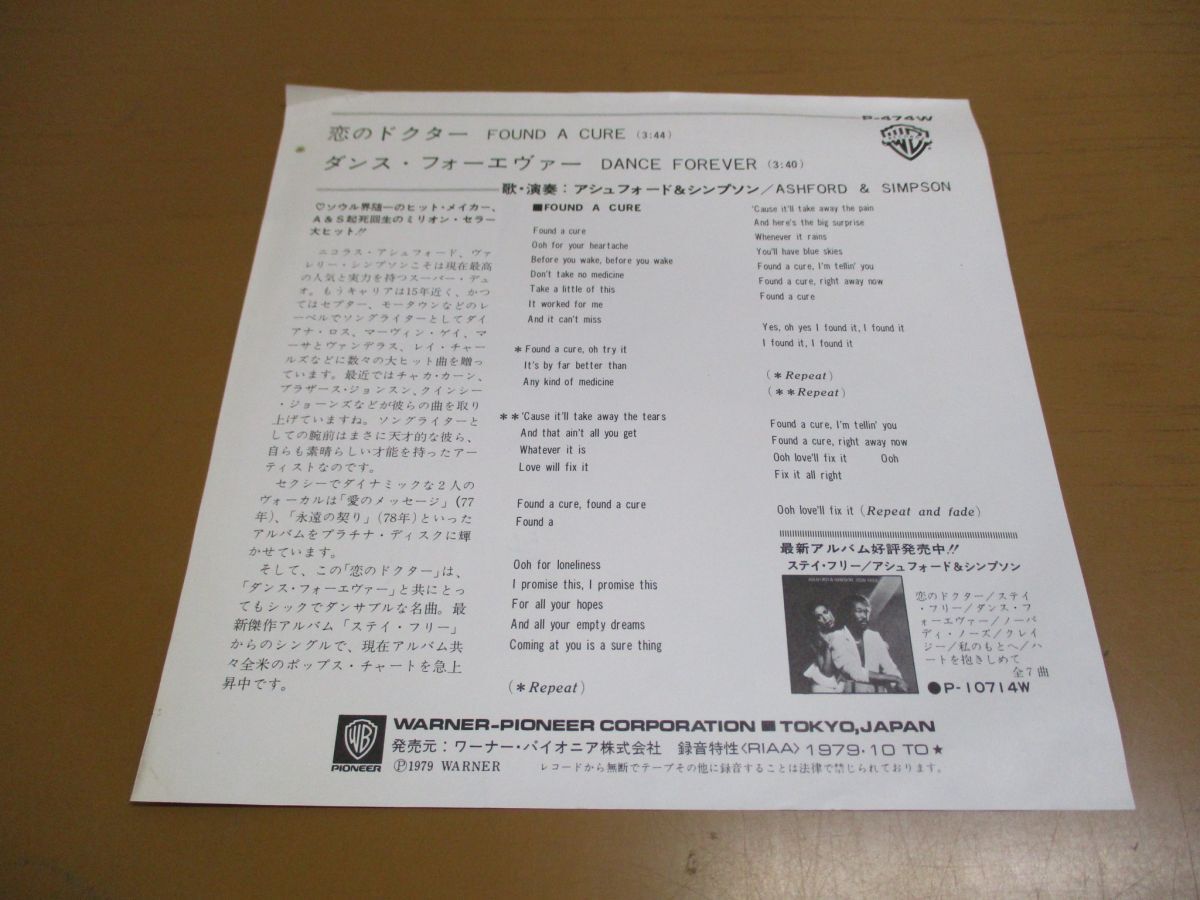 P-474W
恋のドクター FOUND A CURE (3:44)
ダンス・フォーエヴァー DANCE FOREVER (3:40)
歌・演奏：アシュフォード&シンプソン/ASHFORD & SIMPSON
♡ソウル界随一のヒット・メイカー、
A&S起死回生のミリオン・セラー
大ヒット!!
ニコラス・アシュフォード、ヴァ
レリー・シンプソンこそは現在最高
の人気と実力を持つスーパー・デュ
オ。もうキャリアは15年近く、かつ
てはセプター、モータウンなどのレ
ーベルでソングライターとしてダイ
アナ・ロス、マーヴィン・ゲイ、マ
ーサとヴァンデラス、レイ・チャー
ルズなどに数々の大ヒット曲を贈っ
ています。最近ではチャカ・カーン、
ブラザース・ジョンスン、クインシー
・ジョーンズなどが彼らの曲を取り
上げていますね。ソングライターと
しての腕前はまさに天才的な彼ら、
自らも素晴らしい才能を持ったアー
ティストなのです。
セクシーでダイナミックな2人の
ヴォーカルは「愛のメッセージ」(77
年)、「永遠の契り」(78年)といった
アルバムをプラチナ・ディスクに輝
かせています。
そして、この「恋のドクター」は、
「ダンス・フォーエヴァー」と共にとっ
てもシックでダンサブルな名曲。最
新傑作アルバム「ステイ・フリー」
からのシングルで、現在アルバム共
々全米のポップス・チャートを急上
昇中です。
■FOUND A CURE
Found a cure
Ooh for your heartache
Before you wake, before you wake
Don't take no medicine
Take a little of this
It worked for me
And it can't miss
*Found a cure, oh try it
It's by far better than
Any kind of medicine
**'Cause it'll take away the tears
And that ain't all you get
Whatever it is
Love will fix it
Found a cure, found a cure
Found a
Ooh for loneliness
I promise this, I promise this
For all your hopes
And all your empty dreams
Coming at you is a sure thing
(*Repeat)
'Cause it'll take away the pain
And here's the big surprise
Whenever it rains
You'll have blue skies
Found a cure, I'm tellin' you
Found a cure, right away now
Found a cure
Yes, oh yes I found it, I found it
I found it, I found it
(*Repeat)
(**Repeat)
Found a cure, I'm tellin' you
Found a cure, right away now
Ooh love'll fix it Ooh
Fix it all right
Ooh love'll fix it (Repeat and fade)
最新アルバム好評発売中!!
ステイ・フリー/アシュフォード&シンプソン
恋のドクター/ステイ
・フリー/ダンス・フ
ォーエヴァー/ノーバ
ディ・ノーズ/クレイ
ジー/私のもとへ/ハ
ートを抱きしめて
全7曲
●P-10714W
WB
PIONEER
WARNER-PIONEER CORPORATION ■ TOKYO, JAPAN
発売元：ワーナー・パイオニア株式会社 録音特性〈RIAA〉1979・10 TO★
Ⓟ1979 WARNER レコードから無断でテープその他に録音することは法律で禁じられております。